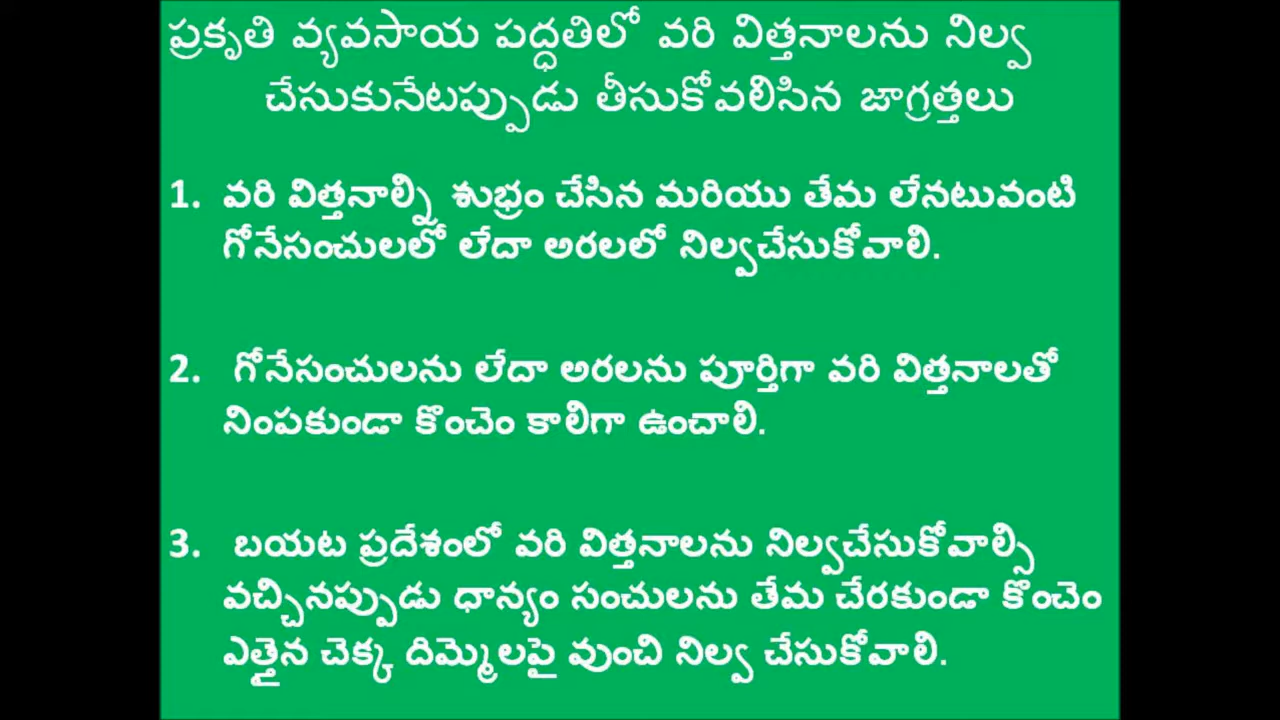 ప్రకృతి వ్యవసాయ పద్ధతిలో వరి విత్తనాలను నిల్వ
చేసుకునేటప్పుడు తీసుకోవలిసిన జాగ్రత్తలు
1. వరి విత్తనాల్ని శుభ్రం చేసిన మరియు తేమ లేనటువంటి
గోనేసంచులలో లేదా అరలలో నిల్వచేసుకోవాలి.
2. గోనేసంచులను లేదా అరలను పూర్తిగా వరి విత్తనాలతో
నింపకుండా కొంచెం కాలిగా ఉంచాలి.
3. బయట ప్రదేశంలో వరి విత్తనాలను నిల్వచేసుకోవాల్సి
వచ్చినప్పుడు ధాన్యం సంచులను తేమ చేరకుండా కొంచెం
ఎత్తైన చెక్క దిమ్మెలపై వుంచి నిల్వ చేసుకోవాలి.